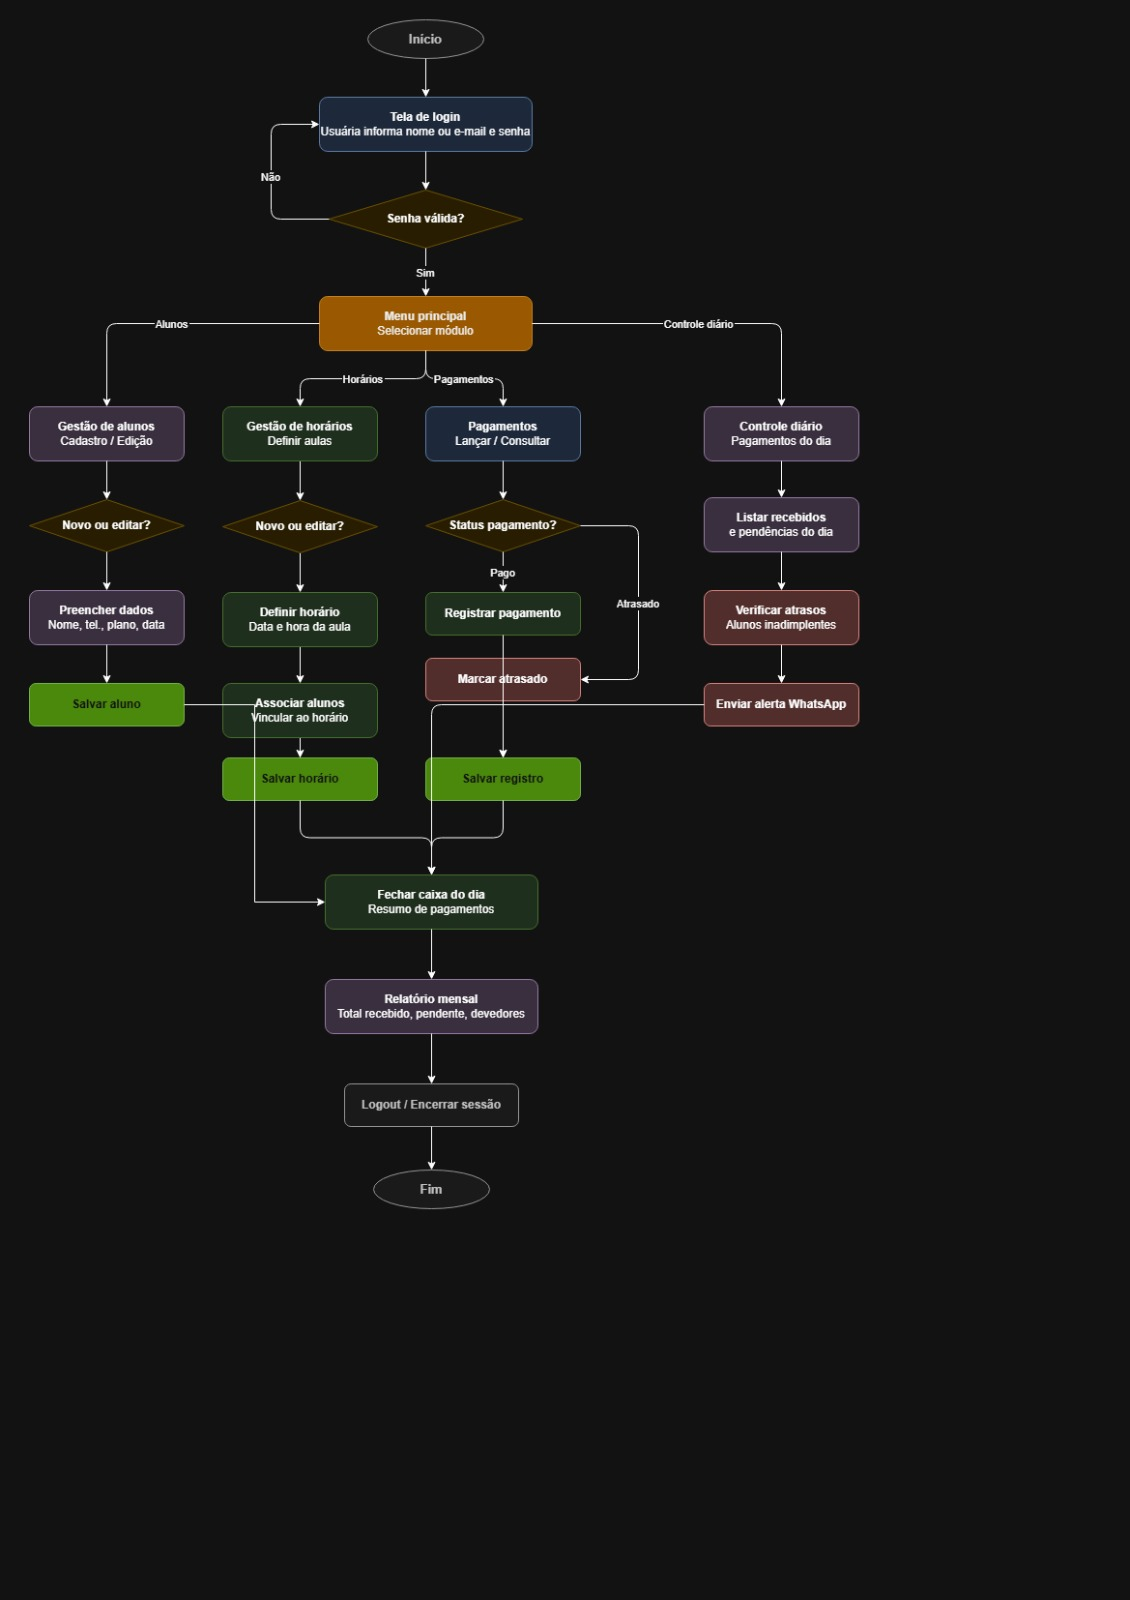 Início
Tela de login
Usuária informa nome ou e-mail e senha
Não
Senha válida?
Sim
Menu principal
Selecionar módulo
Alunos
Controle diário
Horários
Pagamentos
Gestão de alunos
Cadastro / Edição
Gestão de horários
Definir aulas
Pagamentos
Lançar / Consultar
Controle diário
Pagamentos do dia
Novo ou editar?
Novo ou editar?
Status pagamento?
Listar recebidos
e pendências do dia
Pago
Atrasado
Preencher dados
Nome, tel., plano, data
Definir horário
Data e hora da aula
Registrar pagamento
Verificar atrasos
Alunos inadimplentes
Marcar atrasado
Salvar aluno
Associar alunos
Vincular ao horário
Enviar alerta WhatsApp
Salvar horário
Salvar registro
Fechar caixa do dia
Resumo de pagamentos
Relatório mensal
Total recebido, pendente, devedores
Logout / Encerrar sessão
Fim